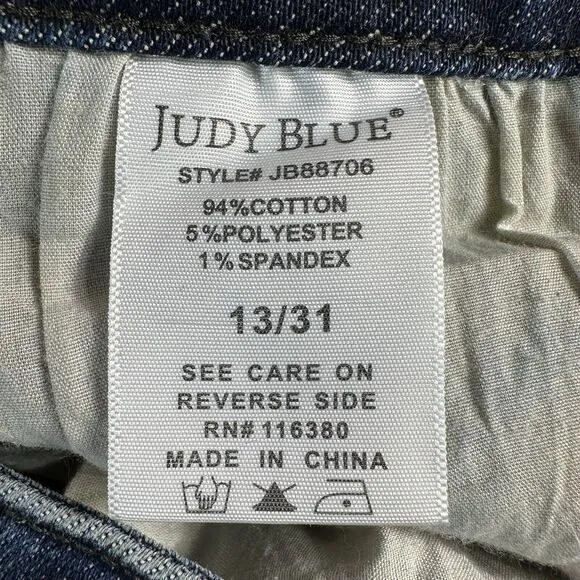 JUDY BLUE®
STYLE# JB88706
94%COTTON
5%POLYESTER
1%SPANDEX
13/31
SEE CARE ON
REVERSE SIDE
RN# 116380
MADE IN CHINA